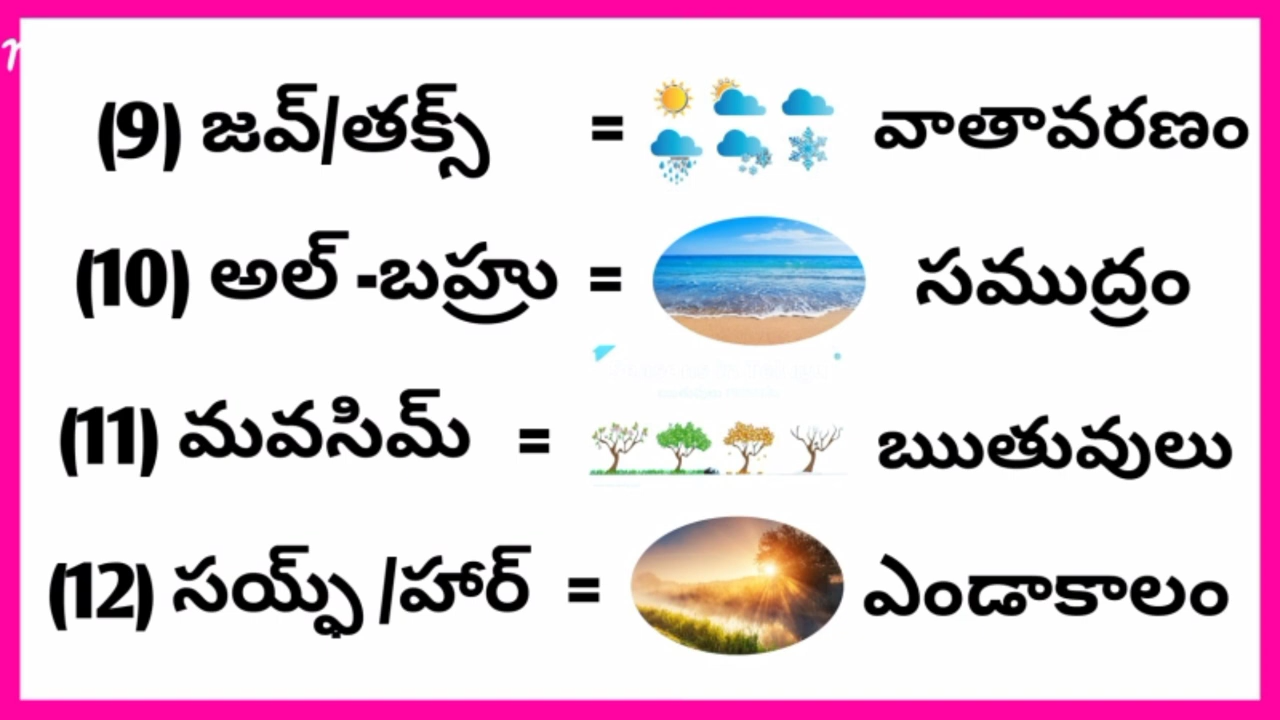 (9) జవ్/తక్స్ = వాతావరణం
(10) అల్ -బహ్రు = సముద్రం
(11) మవసిమ్ = ఋతువులు
(12) సయ్ఫ్ /హార్ = ఎండాకాలం